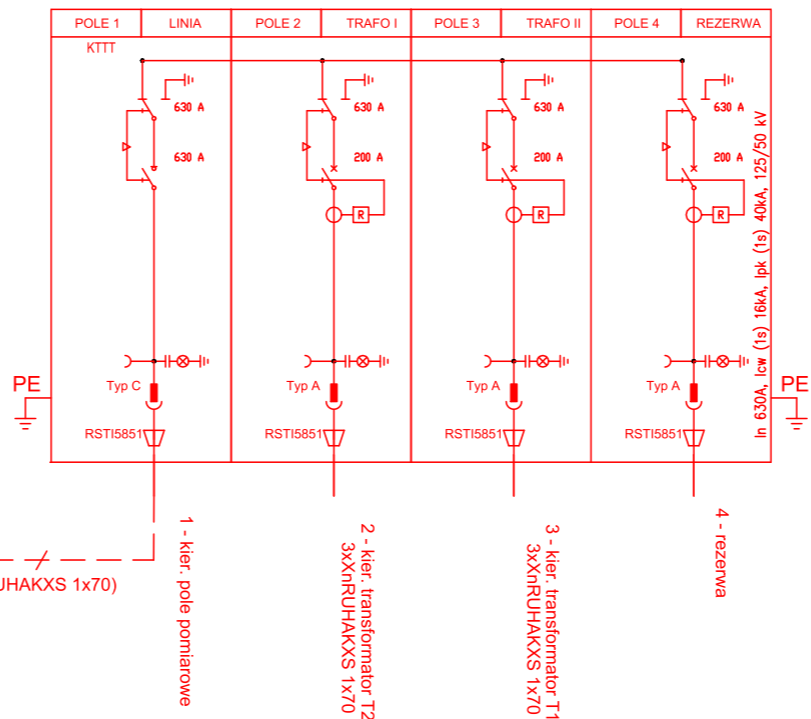 POLE 1 LINIA POLE 2 TRAFO I POLE 3 TRAFO II POLE 4 REZERWA
KTTT
630 A 630 A 630 A 630 A
630 A 200 A 200 A 200 A
R R R
In 630A, Icw (1s) 16kA, Ipk (1s) 40kA, 125/50 kV
PE Typ C Typ A Typ A Typ A PE
RSTI5851 RSTI5851 RSTI5851 RSTI5851
1 - kier. pole pomiarowe
2 - kier. transformator T2
3xXnRUHAKXS 1x70
3 - kier. transformator T1
3xXnRUHAKXS 1x70
4 - rezerwa
UHAKXS 1x70)